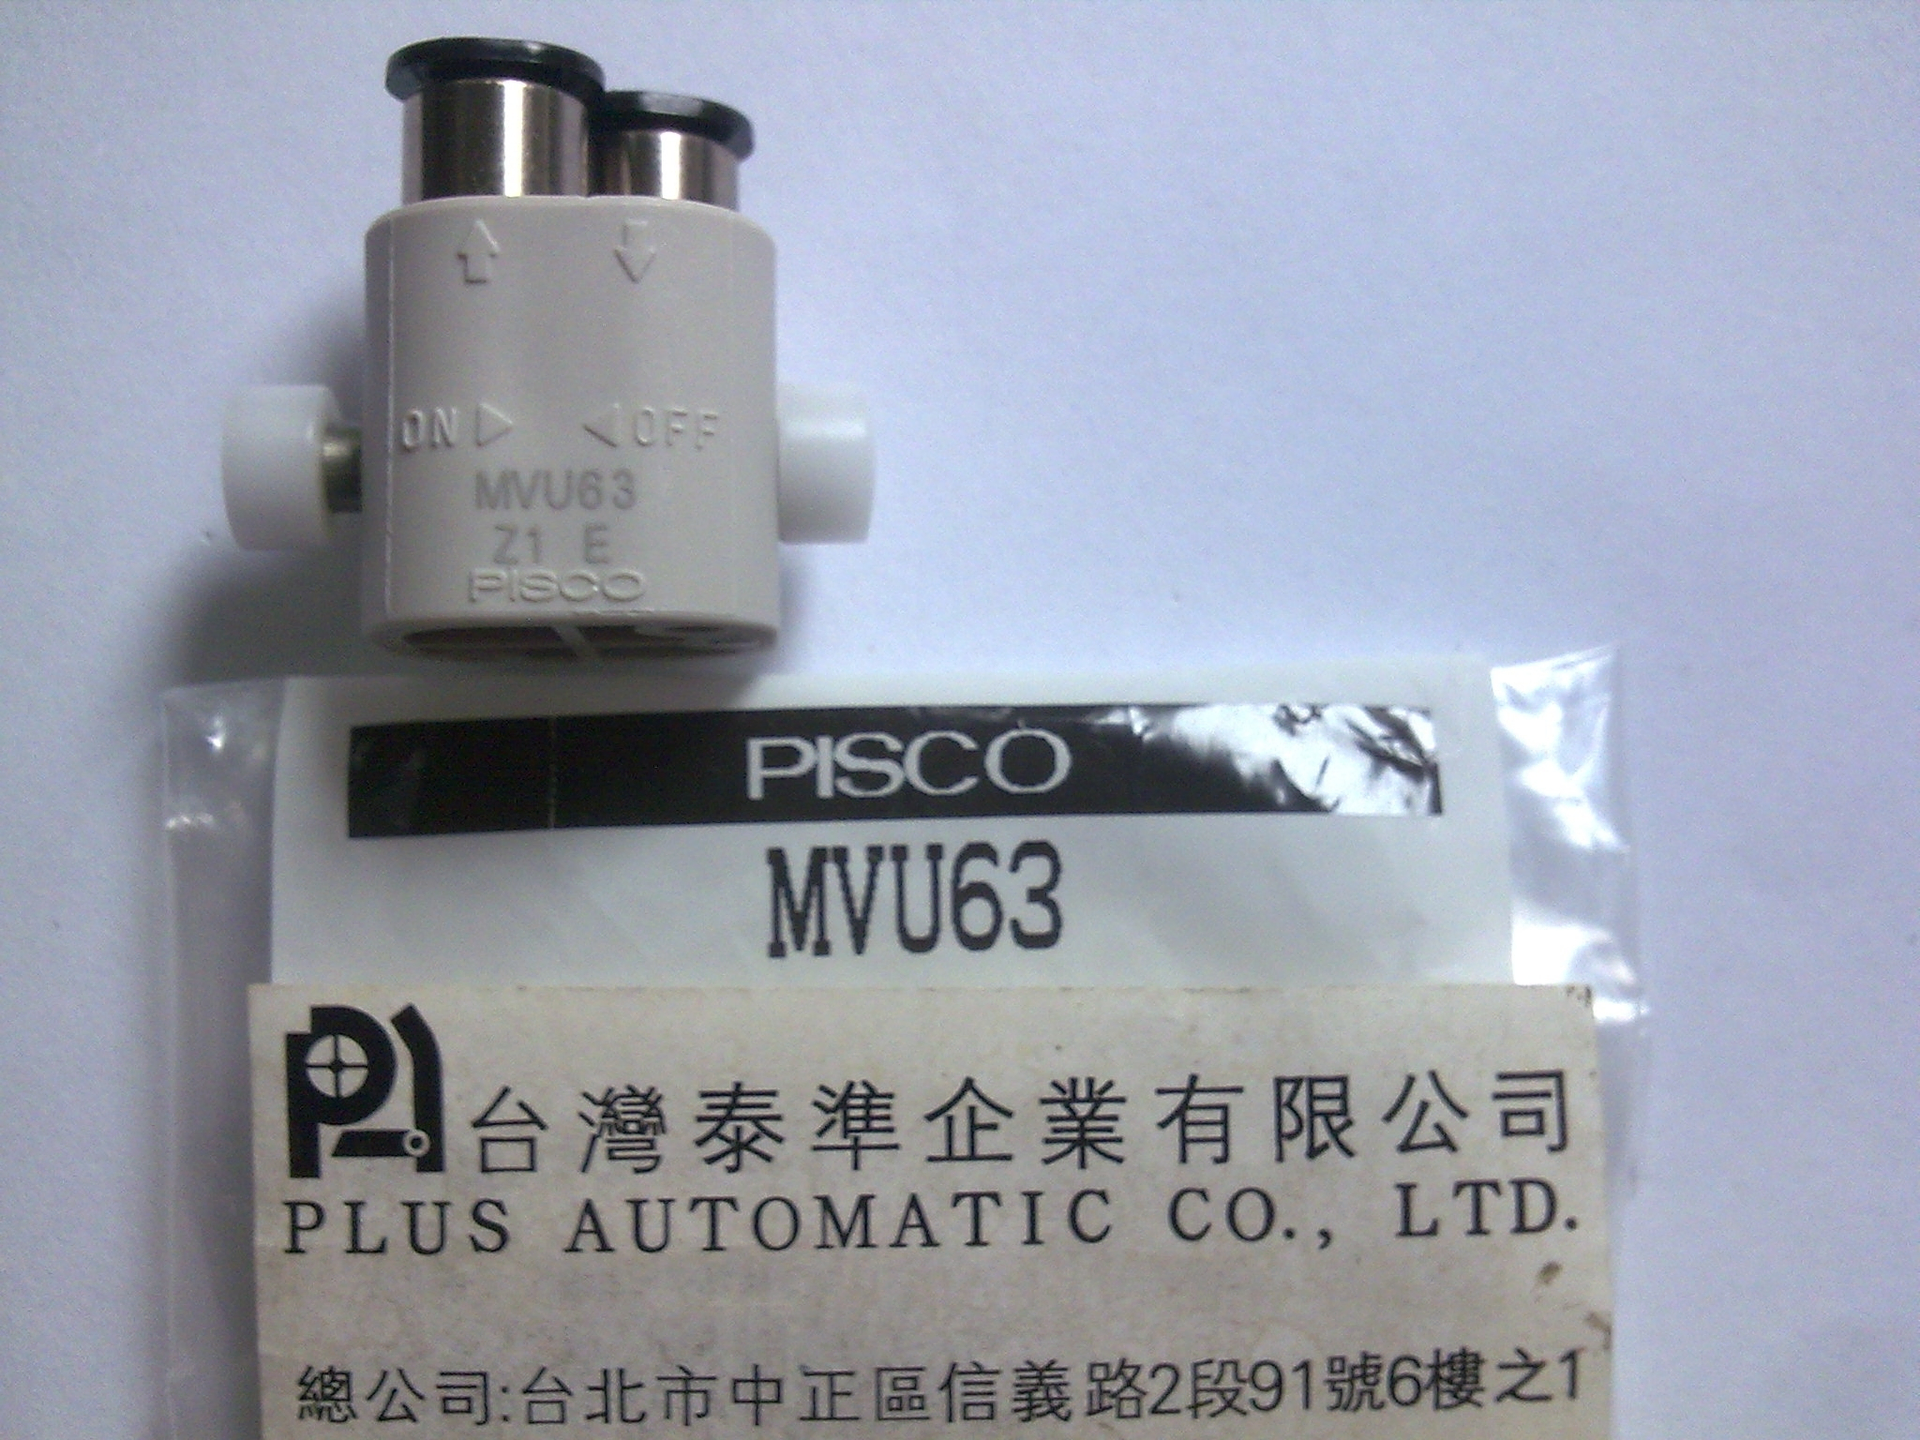 ON OFF
MVU63
Z1 E
PISCO
PISCO
MVU63
台灣泰準企業有限公司
PLUS AUTOMATIC CO., LTD.
總公司:台北市中正區信義路2段91號6樓之1